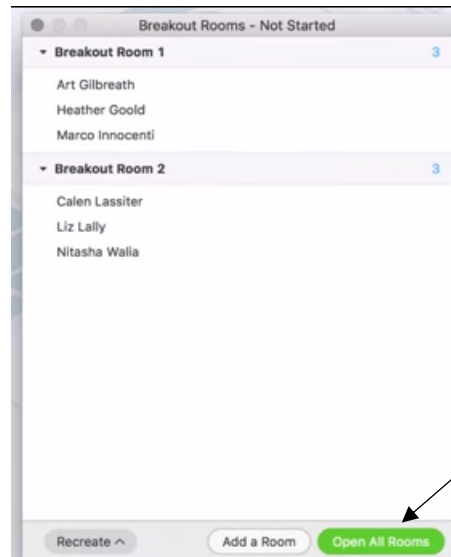 Breakout Rooms - Not Started
Breakout Room 1 3
Art Gilbreath
Heather Goold
Marco Innocenti
Breakout Room 2 3
Calen Lassiter
Liz Lally
Nitasha Walia
Recreate Add a Room Open All Rooms